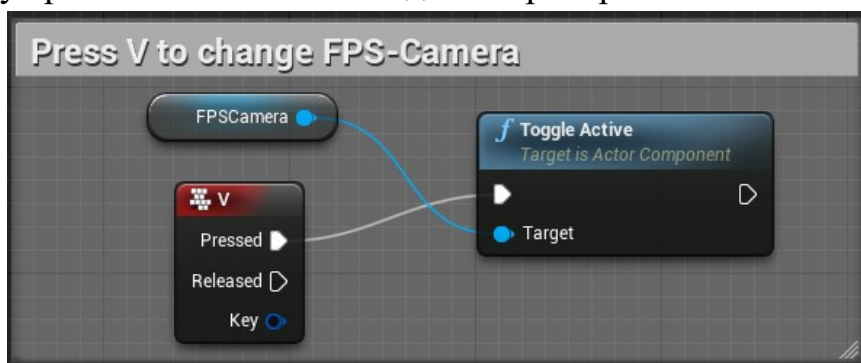 Press V to change FPS-Camera
FPSCamera
f Toggle Active
Target is Actor Component
V
Pressed
Target
Released
Key